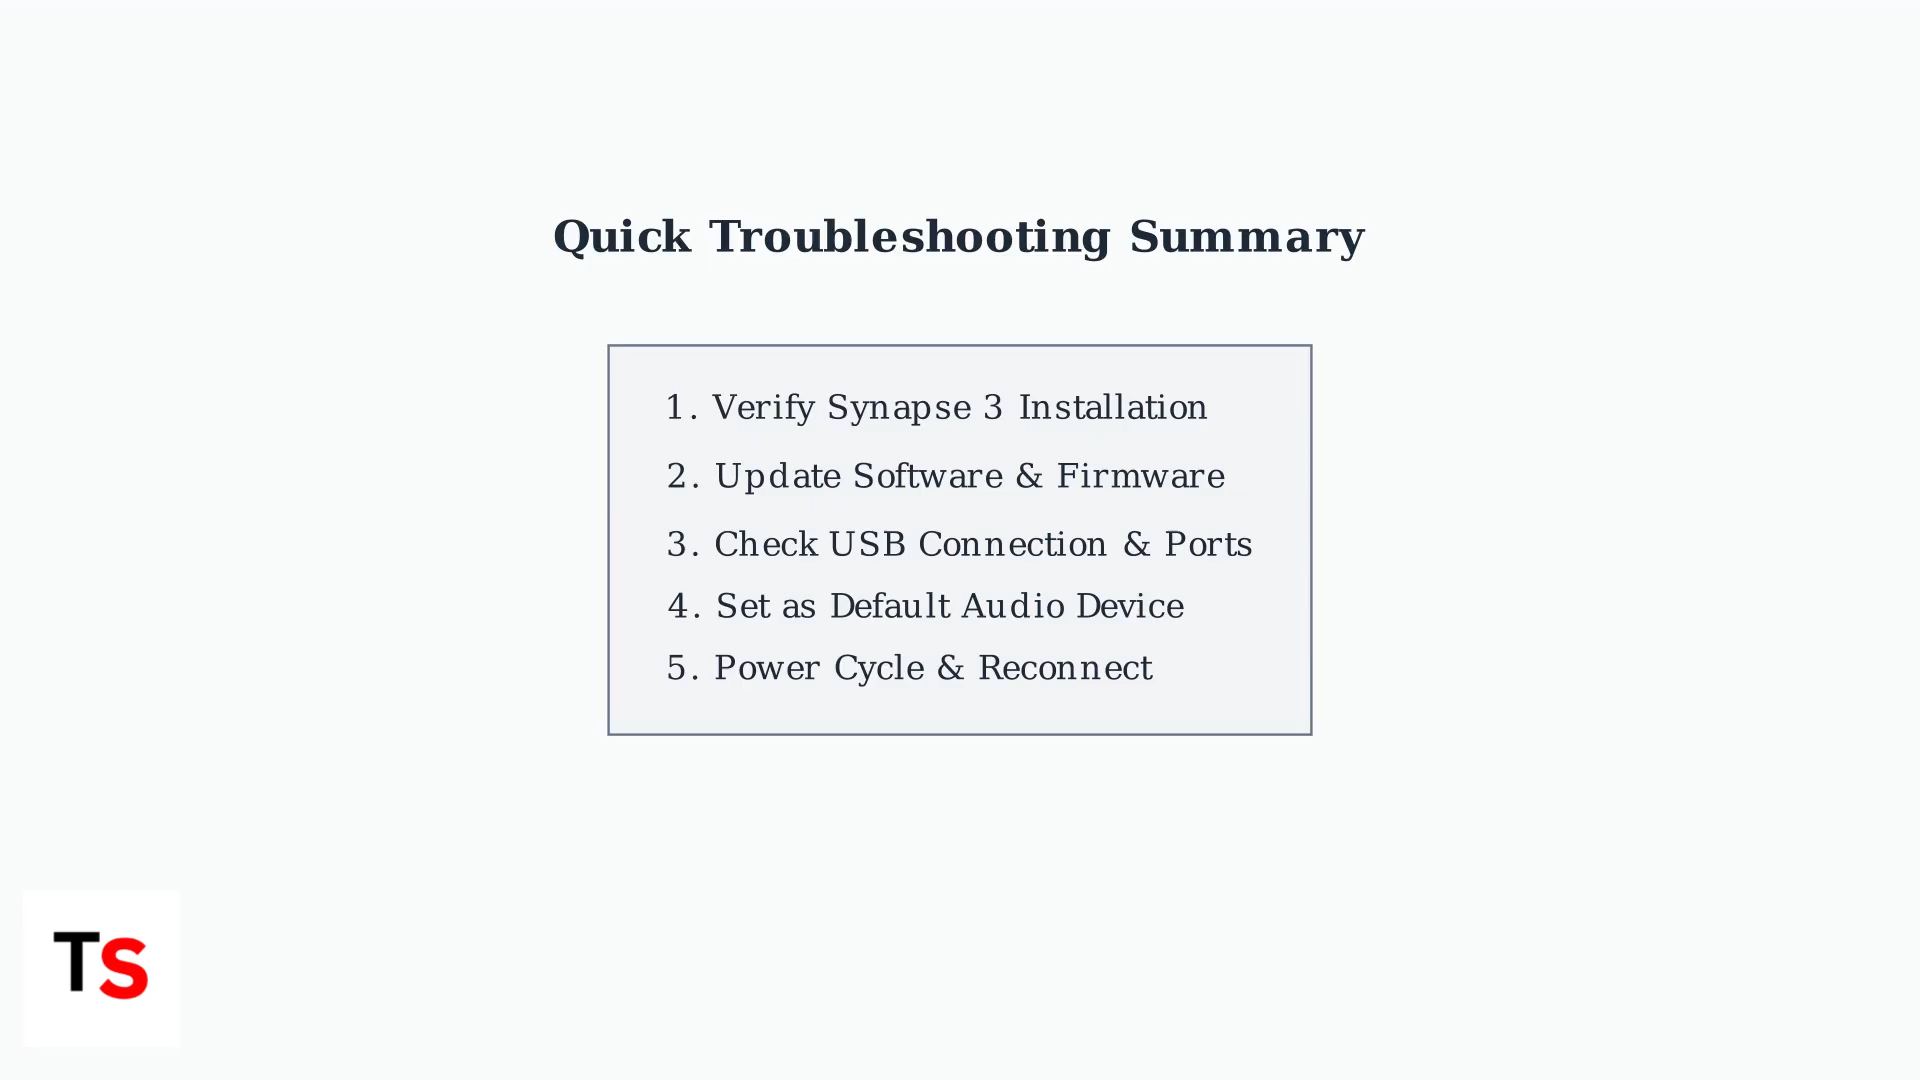 Quick Troubleshooting Summary
1. Verify Synapse 3 Installation
2. Update Software & Firmware
3. Check USB Connection & Ports
4. Set as Default Audio Device
5. Power Cycle & Reconnect
TS